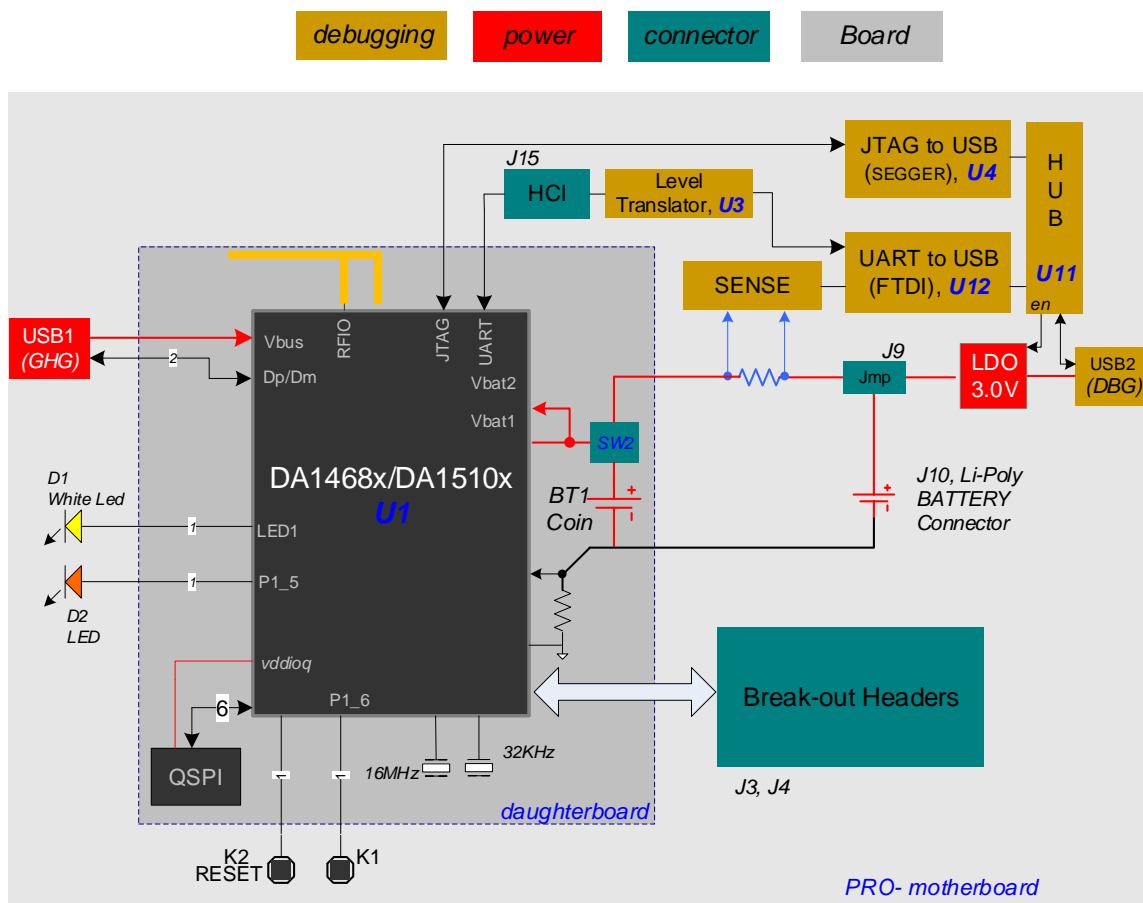 debugging
power
connector
Board
J15
HCI
Level
Translator, U3
JTAG to USB
(SEGGER), U4
H
U
B
U11
en
UART to USB
(FTDI), U12
SENSE
USB1
(GHG)
2
Vbus
Dp/Dm
RFIO
JTAG
UART
Vbat2
Vbat1
SW2
J9
Jmp
LDO
3.0V
USB2
(DBG)
DA1468x/DA1510x
U1
BT1
Coin
J10, Li-Poly
BATTERY
Connector
+
+
D1
White Led
1
LED1
D2
LED
1
P1_5
vddioq
P1_6
6
QSPI
1
1
16MHz
32KHz
Break-out Headers
J3, J4
daughterboard
K2
RESET
K1
PRO- motherboard